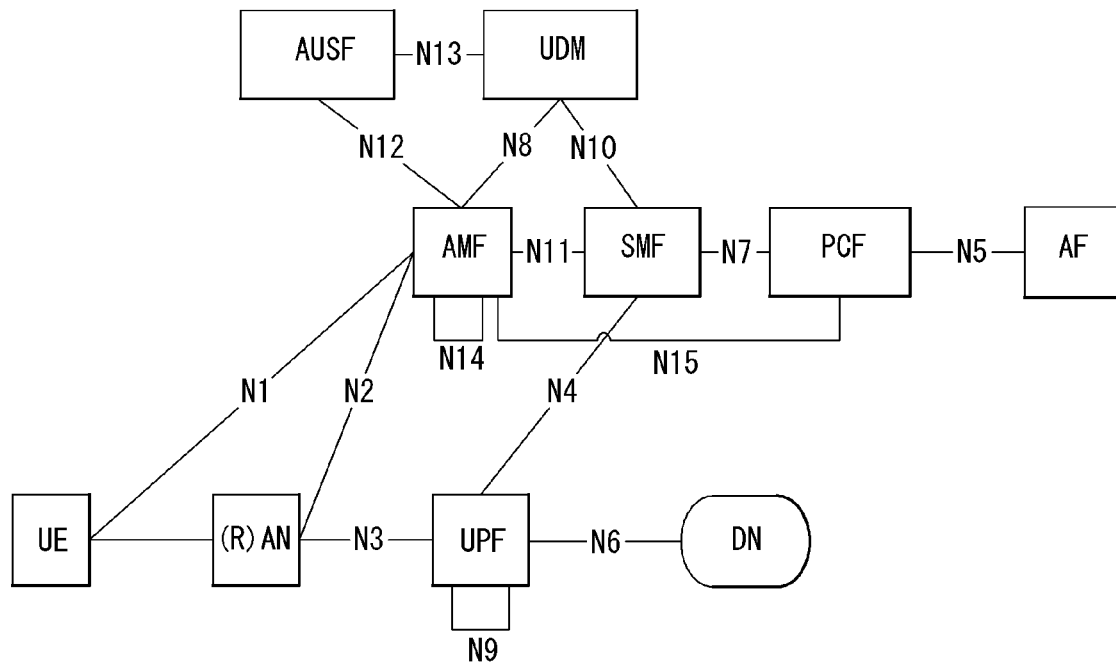 AUSF
N13
UDM
N12
N8
N10
AMF
N11
SMF
N7
PCF
N5
AF
N14
N15
N1
N2
N4
UE
(R)AN
N3
UPF
N6
DN
N9